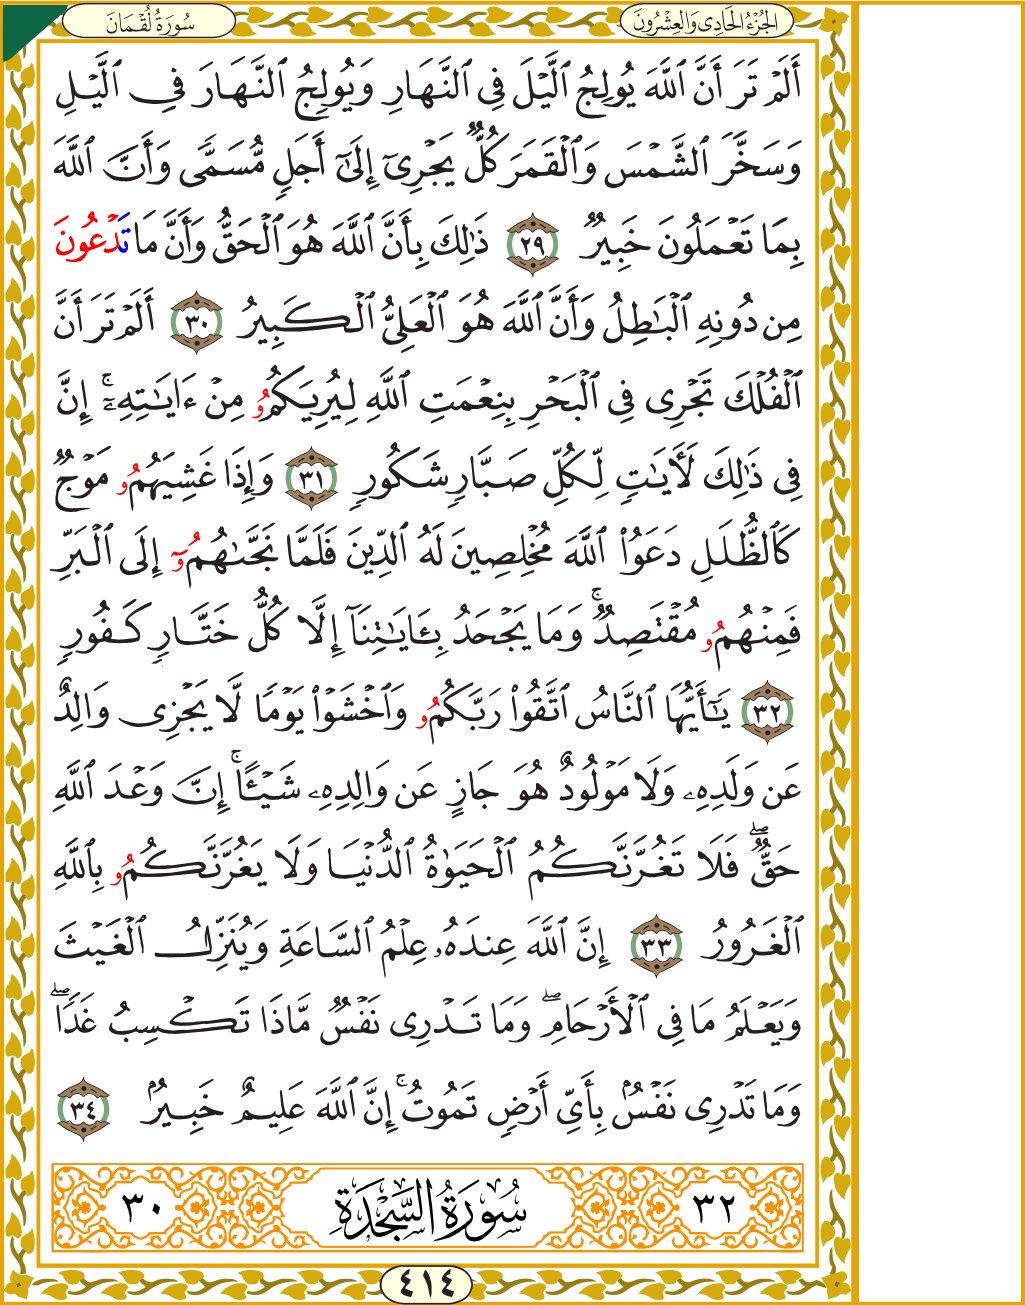 سُورَةُ لُقْمَانَ
الجُزْءُ الحَادِى وَالعِشْرُونَ
أَلَمْ تَرَ أَنَّ ٱللَّهَ يُولِجُ ٱلَّيْلَ فِى ٱلنَّهَارِ وَيُولِجُ ٱلنَّهَارَ فِى ٱلَّيْلِ
وَسَخَّرَ ٱلشَّمْسَ وَٱلْقَمَرَ كُلٌّ يَجْرِىٓ إِلَىٰٓ أَجَلٍ مُّسَمًّى وَأَنَّ ٱللَّهَ
بِمَا تَعْمَلُونَ خَبِيرٌ ٢٩ ذَٰلِكَ بِأَنَّ ٱللَّهَ هُوَ ٱلْحَقُّ وَأَنَّ مَا تَدْعُونَ
مِن دُونِهِ ٱلْبَٰطِلُ وَأَنَّ ٱللَّهَ هُوَ ٱلْعَلِىُّ ٱلْكَبِيرُ ٣٠ أَلَمْ تَرَ أَنَّ
ٱلْفُلْكَ تَجْرِى فِى ٱلْبَحْرِ بِنِعْمَتِ ٱللَّهِ لِيُرِيَكُمُۥ مِنْ ءَايَٰتِهِۦٓ ۚ إِنَّ
فِى ذَٰلِكَ لَأَيَٰتٍ لِّكُلِّ صَبَّارٍ شَكُورٍ ٣١ وَإِذَا غَشِيَهُمُۥ مَوْجٌ
كَٱلظُّلَلِ دَعَوُا۟ ٱللَّهَ مُخْلِصِينَ لَهُ ٱلدِّينَ فَلَمَّا نَجَّىٰهُمُۥٓ إِلَى ٱلْبَرِّ
فَمِنْهُمُۥ مُقْتَصِدٌ ۚ وَمَا يَجْحَدُ بِـَٔايَٰتِنَآ إِلَّا كُلُّ خَتَّارٍ كَفُورٍ
٣٢ يَٰٓأَيُّهَا ٱلنَّاسُ ٱتَّقُوا۟ رَبَّكُمُۥ وَٱخْشَوْا۟ يَوْمًا لَّا يَجْزِى وَالِدٌ
عَن وَلَدِهِۦ وَلَا مَوْلُودٌ هُوَ جَازٍ عَن وَالِدِهِۦ شَيْـًٔا ۚ إِنَّ وَعْدَ ٱللَّهِ
حَقٌّ ۖ فَلَا تَغُرَّنَّكُمُ ٱلْحَيَوٰةُ ٱلدُّنْيَا وَلَا يَغُرَّنَّكُمُۥ بِٱللَّهِ
ٱلْغَرُورُ ٣٣ إِنَّ ٱللَّهَ عِندَهُۥ عِلْمُ ٱلسَّاعَةِ وَيُنَزِّلُ ٱلْغَيْثَ
وَيَعْلَمُ مَا فِى ٱلْأَرْحَامِ ۖ وَمَا تَدْرِى نَفْسٌ مَّاذَا تَكْسِبُ غَدًا ۖ
وَمَا تَدْرِى نَفْسٌۢ بِأَىِّ أَرْضٍ تَمُوتُ ۚ إِنَّ ٱللَّهَ عَلِيمٌ خَبِيرٌۢ ٣٤
٣٢ سُورَةُ السَّجْدَةِ ٣٠
٤١٤